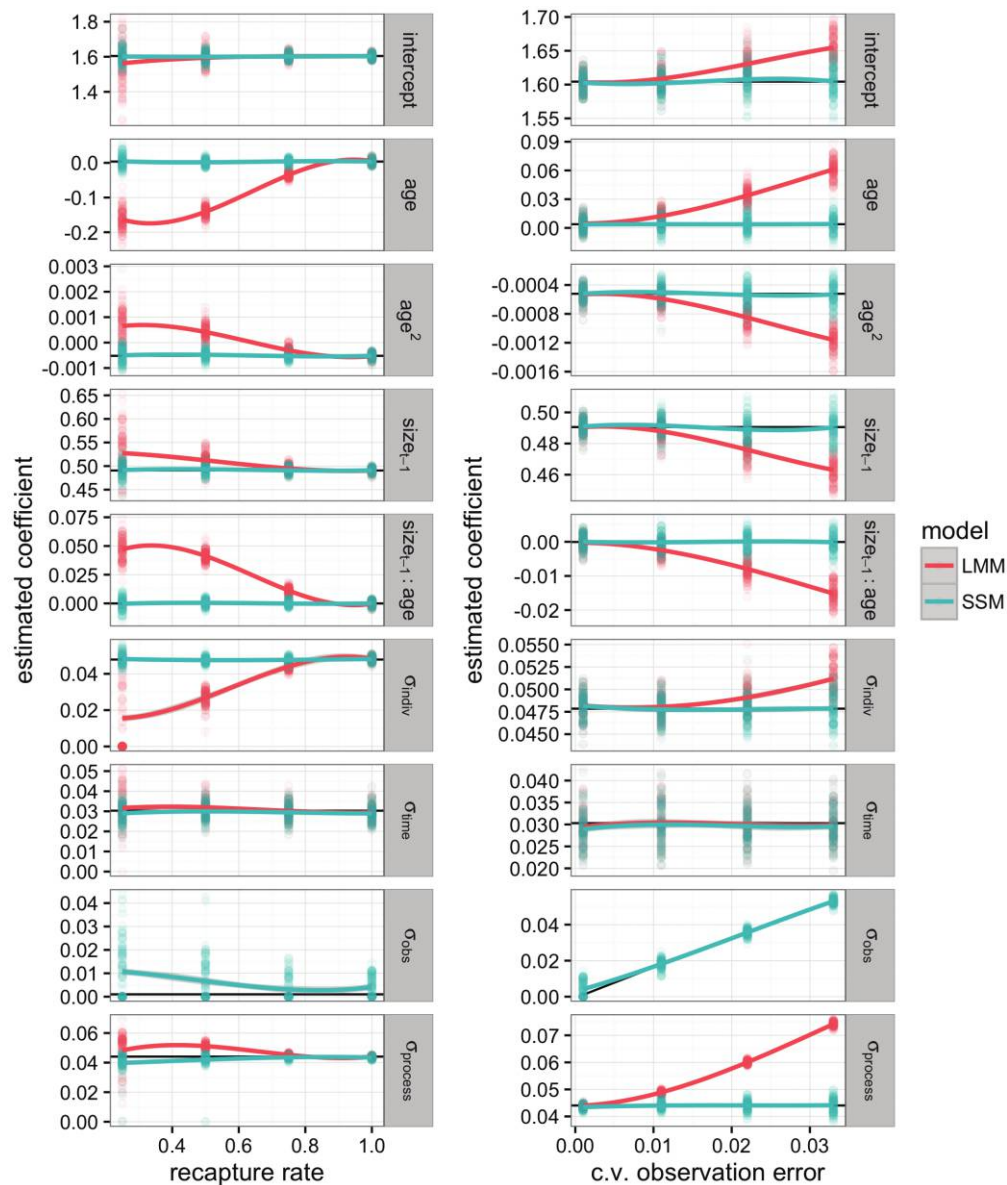 estimated coefficient
1.8
1.6
1.4
intercept
0.0
-0.1
-0.2
age
0.003
0.002
0.001
0.000
-0.001
age²
0.65
0.60
0.55
0.50
0.45
sizeₜ₋₁
0.075
0.050
0.025
0.000
sizeₜ₋₁ : age
0.04
0.02
0.00
σindiv
0.05
0.04
0.03
0.02
0.01
0.00
σtime
0.04
0.03
0.02
0.01
0.00
σobs
0.06
0.04
0.02
0.00
σprocess
0.4 0.6 0.8 1.0
recapture rate
estimated coefficient
1.70
1.65
1.60
1.55
intercept
0.09
0.06
0.03
0.00
age
-0.0004
-0.0008
-0.0012
-0.0016
age²
0.50
0.48
0.46
sizeₜ₋₁
0.00
-0.01
-0.02
sizeₜ₋₁ : age
0.0550
0.0525
0.0500
0.0475
0.0450
σindiv
0.040
0.035
0.030
0.025
0.020
σtime
0.04
0.02
0.00
σobs
0.07
0.06
0.05
0.04
σprocess
0.00 0.01 0.02 0.03
c.v. observation error
model
LMM
SSM